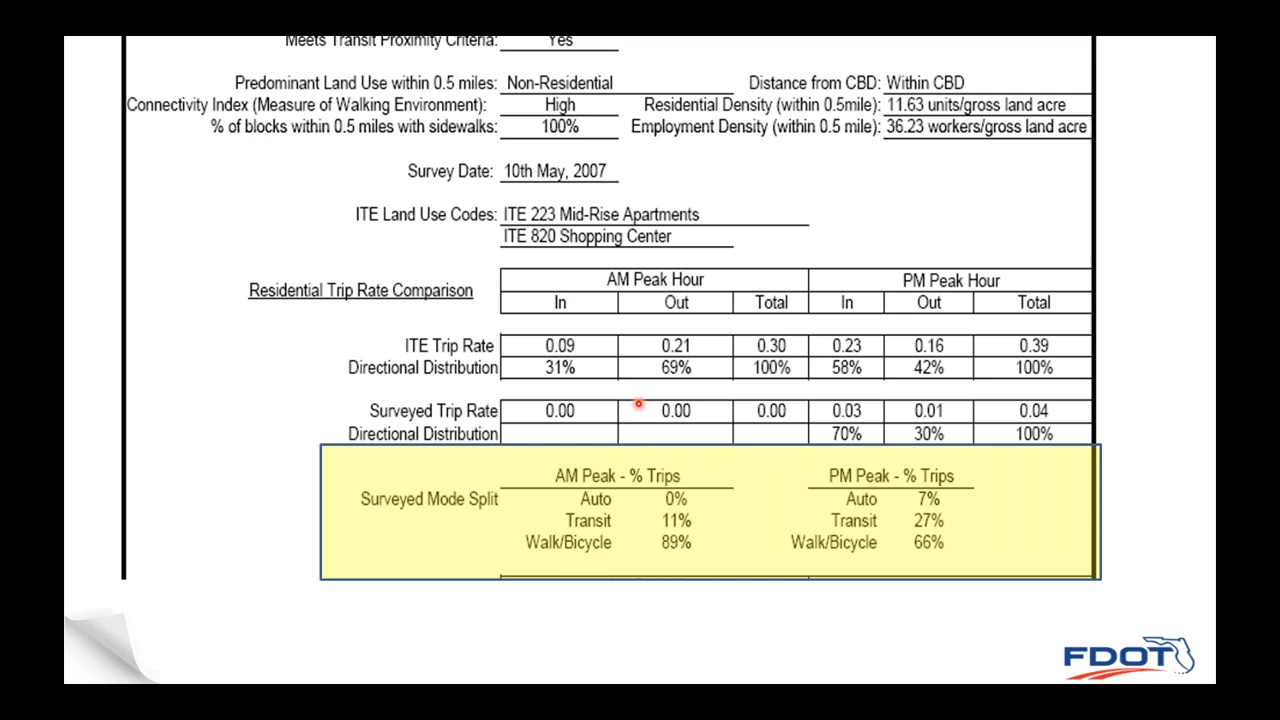 Meets Transit Proximity Criteria: Yes
Predominant Land Use within 0.5 miles: Non-Residential Distance from CBD: Within CBD
Connectivity Index (Measure of Walking Environment): High Residential Density (within 0.5mile): 11.63 units/gross land acre
% of blocks within 0.5 miles with sidewalks: 100% Employment Density (within 0.5 mile): 36.23 workers/gross land acre
Survey Date: 10th May, 2007
ITE Land Use Codes: ITE 223 Mid-Rise Apartments
ITE 820 Shopping Center
Residential Trip Rate Comparison AM Peak Hour PM Peak Hour
In Out Total In Out Total
ITE Trip Rate 0.09 0.21 0.30 0.23 0.16 0.39
Directional Distribution 31% 69% 100% 58% 42% 100%
Surveyed Trip Rate 0.00 0.00 0.00 0.03 0.01 0.04
Directional Distribution 70% 30% 100%
AM Peak - % Trips PM Peak - % Trips
Surveyed Mode Split Auto 0% Auto 7%
Transit 11% Transit 27%
Walk/Bicycle 89% Walk/Bicycle 66%
FDOT